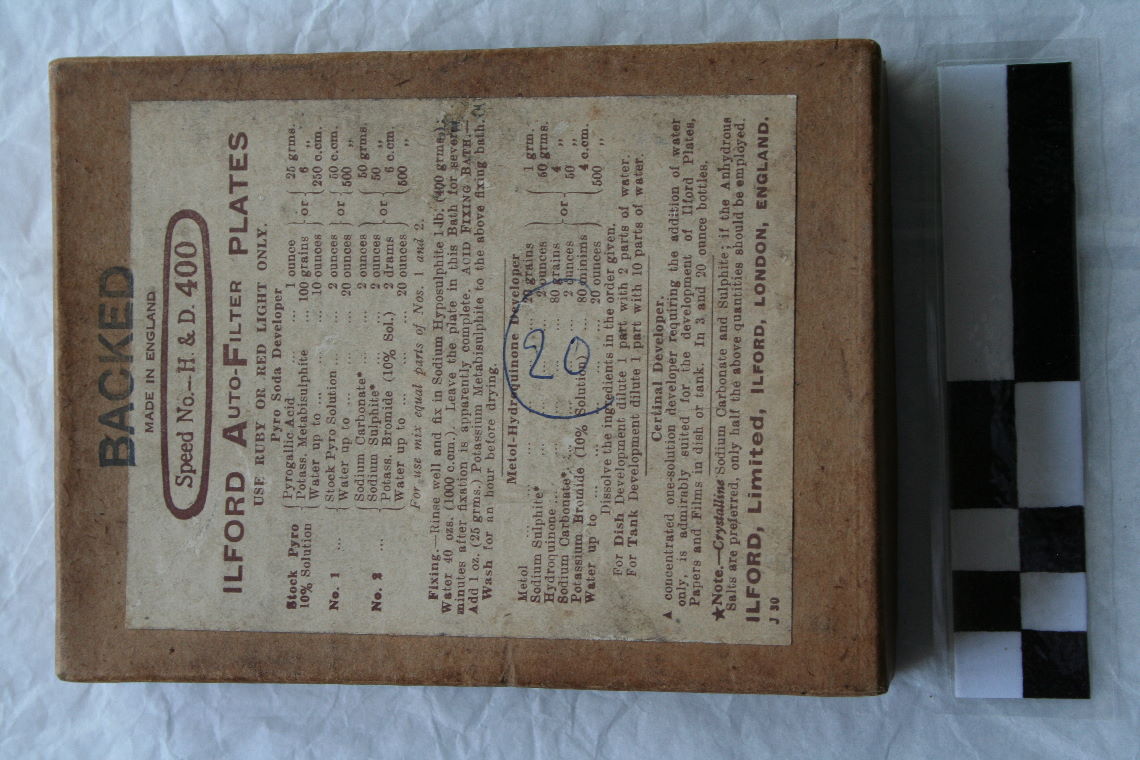 BACKED
MADE IN ENGLAND
Speed No.—H. & D. 400
ILFORD AUTO-FILTER PLATES
USE RUBY OR RED LIGHT ONLY.
Pyro Soda Developer
Stock Pyro 10% Solution { Pyrogallic Acid ... ... 1 ounce } or { 25 grms.
Potass. Metabisulphite ... 100 grains 6 „
Water up to ... ... ... 10 ounces 250 c.cm.
No. 1 ... { Stock Pyro Solution ... ... 2 ounces } or { 50 c.cm.
Water up to ... ... ... 20 ounces 500 „
No. 2 ... { Sodium Carbonate* ... ... 2 ounces } or { 50 grms.
Sodium Sulphite* ... ... 2 ounces 50 „
Potass. Bromide (10% Sol.) 2 drams 6 c.cm.
Water up to ... ... ... 20 ounces 500 „
For use mix equal parts of Nos. 1 and 2.
Fixing.—Rinse well and fix in Sodium Hyposulphite 1 lb. (400 grms.);
Water 40 ozs. (1000 c.cm.). Leave the plate in this Bath for several
minutes after fixation is apparently complete. ACID FIXING BATH.—
Add 1 oz. (25 grms.) Potassium Metabisulphite to the above fixing bath.
Wash for an hour before drying.
Metol-Hydroquinone Developer
Metol ... grains 1 grm.
Sodium Sulphite* ... 2 ounces 50 grms.
Hydroquinone ... 80 grains or 4 „
Sodium Carbonate* ... 2 ounces 50 „
Potassium Bromide (10% Solution) 80 minims 4 c.cm.
Water up to ... 20 ounces 500 „
20
Dissolve the ingredients in the order given.
For Dish Development dilute 1 part with 2 parts of water.
For Tank Development dilute 1 part with 10 parts of water.
Certinal Developer.
A concentrated one-solution developer requiring the addition of water
only, is admirably suited for the development of Ilford Plates,
Papers and Films in dish or tank. In 3 and 20 ounce bottles.
★Note.—Crystalline Sodium Carbonate and Sulphite; if the Anhydrous
Salts are preferred, only half the above quantities should be employed.
ILFORD, Limited, ILFORD, LONDON, ENGLAND.
J 30